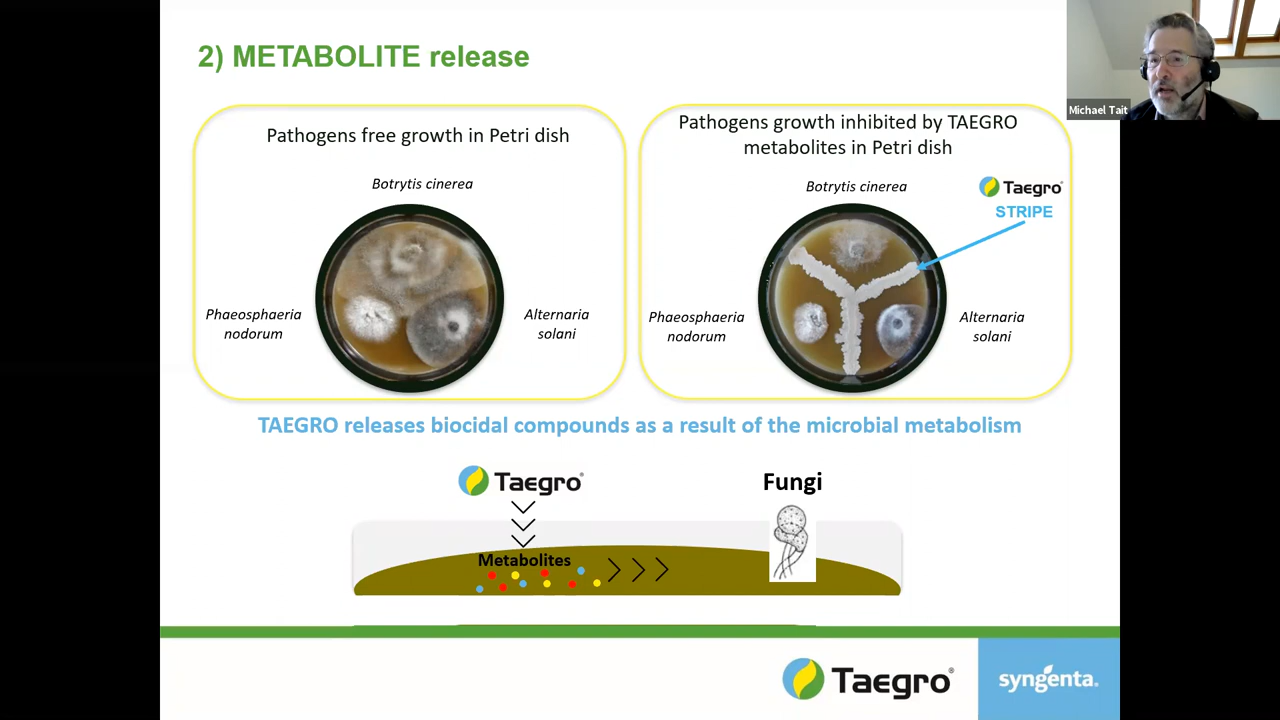 2) METABOLITE release
Michael Tait
Pathogens free growth in Petri dish
Botrytis cinerea
Phaeosphaeria
nodorum
Alternaria
solani
Pathogens growth inhibited by TAEGRO
metabolites in Petri dish
Botrytis cinerea
Taegro®
STRIPE
Phaeosphaeria
nodorum
Alternaria
solani
TAEGRO releases biocidal compounds as a result of the microbial metabolism
Taegro®
Fungi
Metabolites
Taegro®
syngenta.